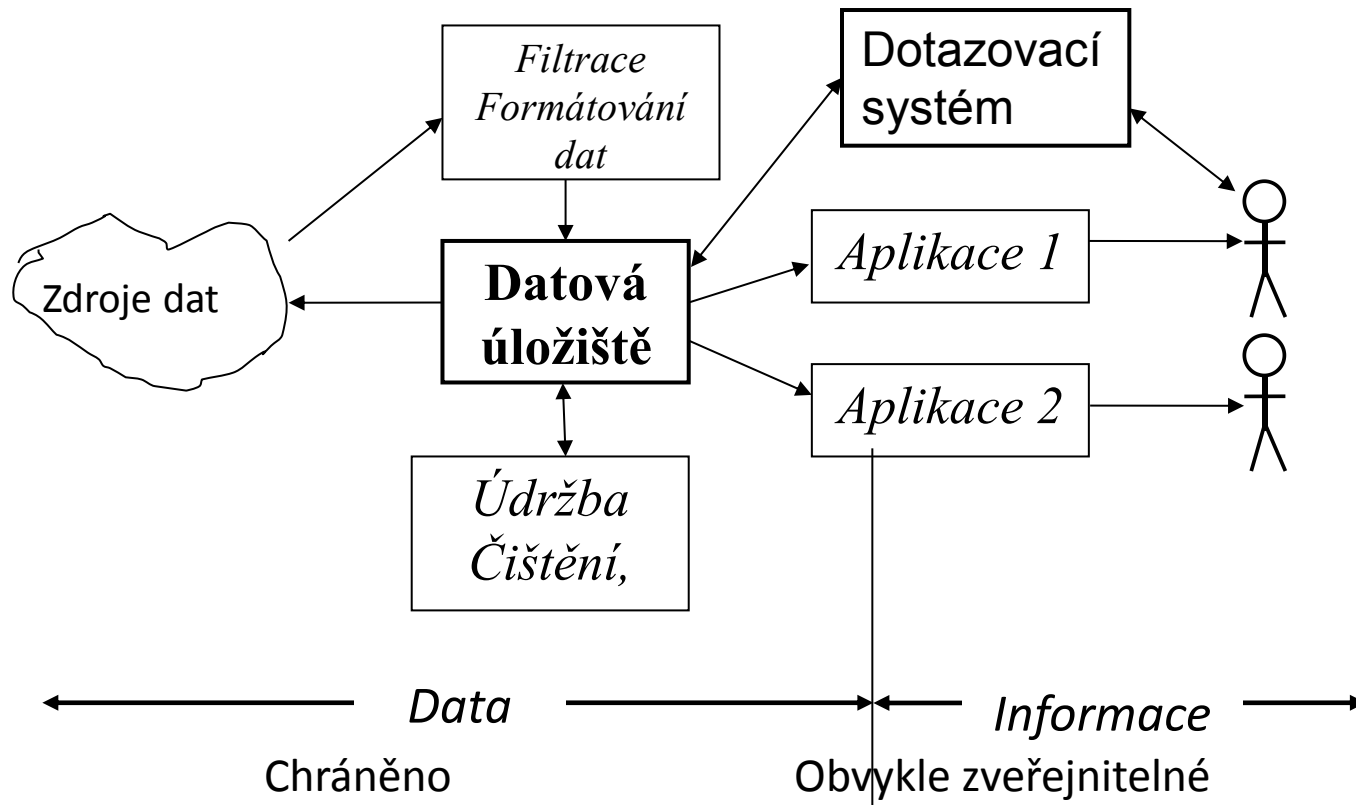 Filtrace
Formátování
dat
Dotazovací
systém
Zdroje dat
Datová
úložiště
Aplikace 1
Aplikace 2
Údržba
Čištění,
Data
Informace
Chráněno
Obvykle zveřejnitelné